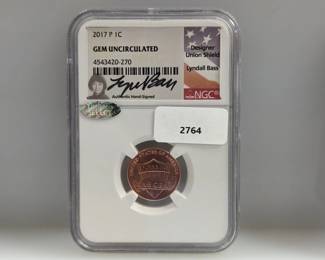 2017 P 1C
GEM UNCIRCULATED
4543420-270
Authentic Hand-Signed
Designer
Union Shield
Lyndall Bass
NGC
2764